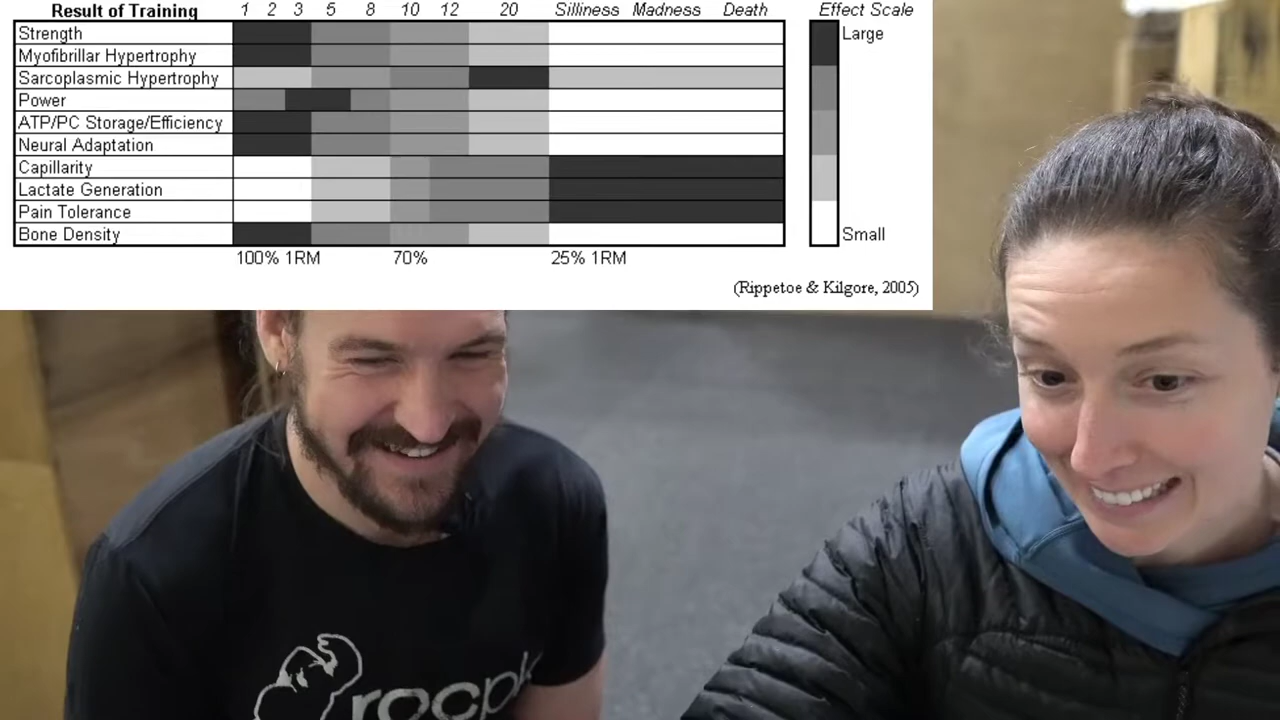 Result of Training 1 2 3 5 8 10 12 20 Silliness Madness Death Effect Scale
Strength Large
Myofibrillar Hypertrophy
Sarcoplasmic Hypertrophy
Power
ATP/PC Storage/Efficiency
Neural Adaptation
Capillarity
Lactate Generation
Pain Tolerance
Bone Density Small
100% 1RM 70% 25% 1RM
(Rippetoe & Kilgore, 2005)